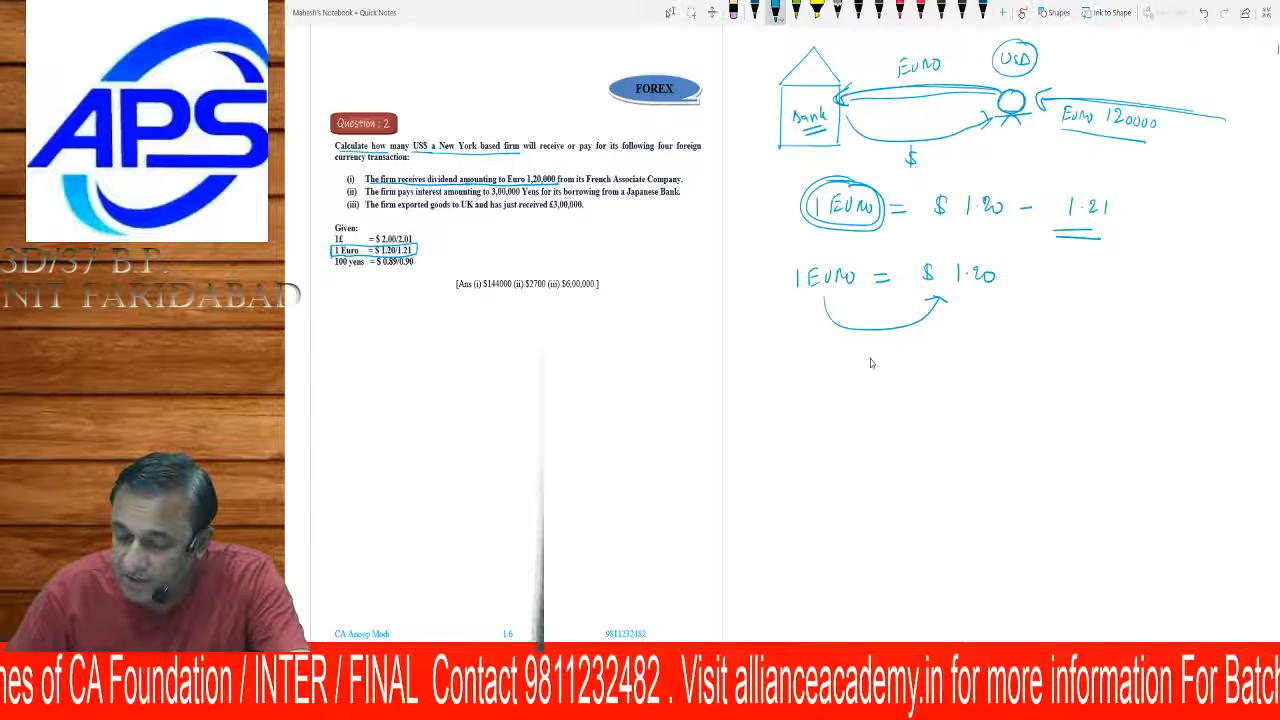 Mahesh's Notebook + Quick Notes
Shapes
Ink to Shape
APS
3D/37 B.P.
NIT FARIDABAD
FOREX
Question : 2
Calculate how many US$ a New York based firm will receive or pay for its following four foreign
currency transaction:
(i) The firm receives dividend amounting to Euro 1,20,000 from its French Associate Company.
(ii) The firm pays interest amounting to 3,00,000 Yens for its borrowing from a Japanese Bank.
(iii) The firm exported goods to UK and has just received £3,00,000.
Given:
1£ = $ 2.00/2.01
1 Euro = $ 1.20/1.21
100 yens = $ 0.89/0.90
[Ans (i) $144000 (ii) $2700 (iii) $6,00,000 ]
CA Anoop Modi 1.6 9811232482
EURO
USD
Bank
EURO 120000
$
1 EURO = $ 1.20 - 1.21
1 EURO = $ 1.20
nes of CA Foundation / INTER / FINAL Contact 9811232482 . Visit allianceacademy.in for more information For Batch